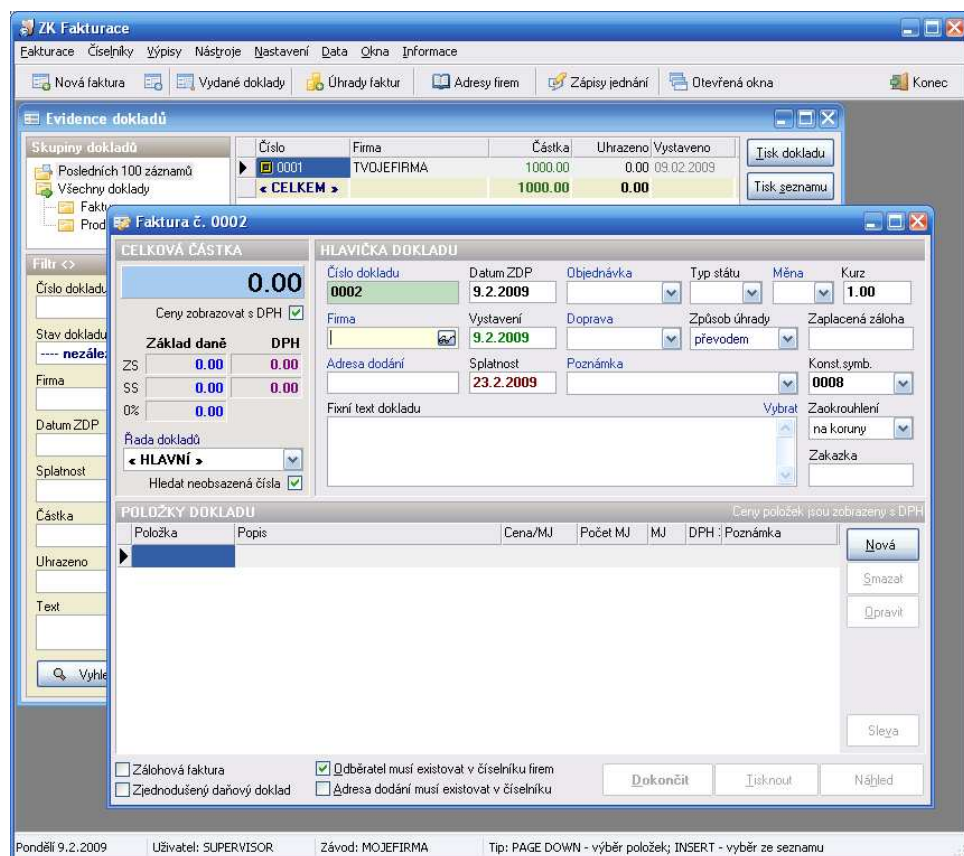 ZK Fakturace
Fakturace Číselníky Výpisy Nástroje Nastavení Data Okna Informace
Nová faktura Vydané doklady Úhrady faktur Adresy firem Zápisy jednání Otevřená okna Konec
Evidence dokladů
Skupiny dokladů
Posledních 100 záznamů
Všechny doklady
Faktu
Prod
Číslo Firma Částka Uhrazeno Vystaveno
0001 TVOJEFIRMA 1000.00 0.00 09.02.2009
« CELKEM » 1000.00 0.00
Tisk dokladu
Tisk seznamu
Filtr <>
Číslo dokladu
Stav dokladu
---- nezálež
Firma
Datum ZDP
Splatnost
Částka
Uhrazeno
Text
Vyhle
Faktura č. 0002
CELKOVÁ ČÁSTKA
0.00
Ceny zobrazovat s DPH
Základ daně DPH
ZS 0.00 0.00
SS 0.00 0.00
0% 0.00
Řada dokladů
« HLAVNÍ »
Hledat neobsazená čísla
HLAVIČKA DOKLADU
Číslo dokladu Datum ZDP Objednávka Typ státu Měna Kurz
0002 9.2.2009 1.00
Firma Vystavení Doprava Způsob úhrady Zaplacená záloha
9.2.2009 převodem
Adresa dodání Splatnost Poznámka Konst.symb.
23.2.2009 0008
Fixní text dokladu Vybrat Zaokrouhlení
na koruny
Zakazka
POLOŽKY DOKLADU Ceny položek jsou zobrazeny s DPH
Položka Popis Cena/MJ Počet MJ MJ DPH Poznámka
Nová
Smazat
Opravit
Sleva
Zálohová faktura
Zjednodušený daňový doklad
Odběratel musí existovat v číselníku firem
Adresa dodání musí existovat v číselníku
Dokončit Tisknout Náhled
Pondělí 9.2.2009 Uživatel: SUPERVISOR Závod: MOJEFIRMA Tip: PAGE DOWN - výběr položek; INSERT - vyběr ze seznamu